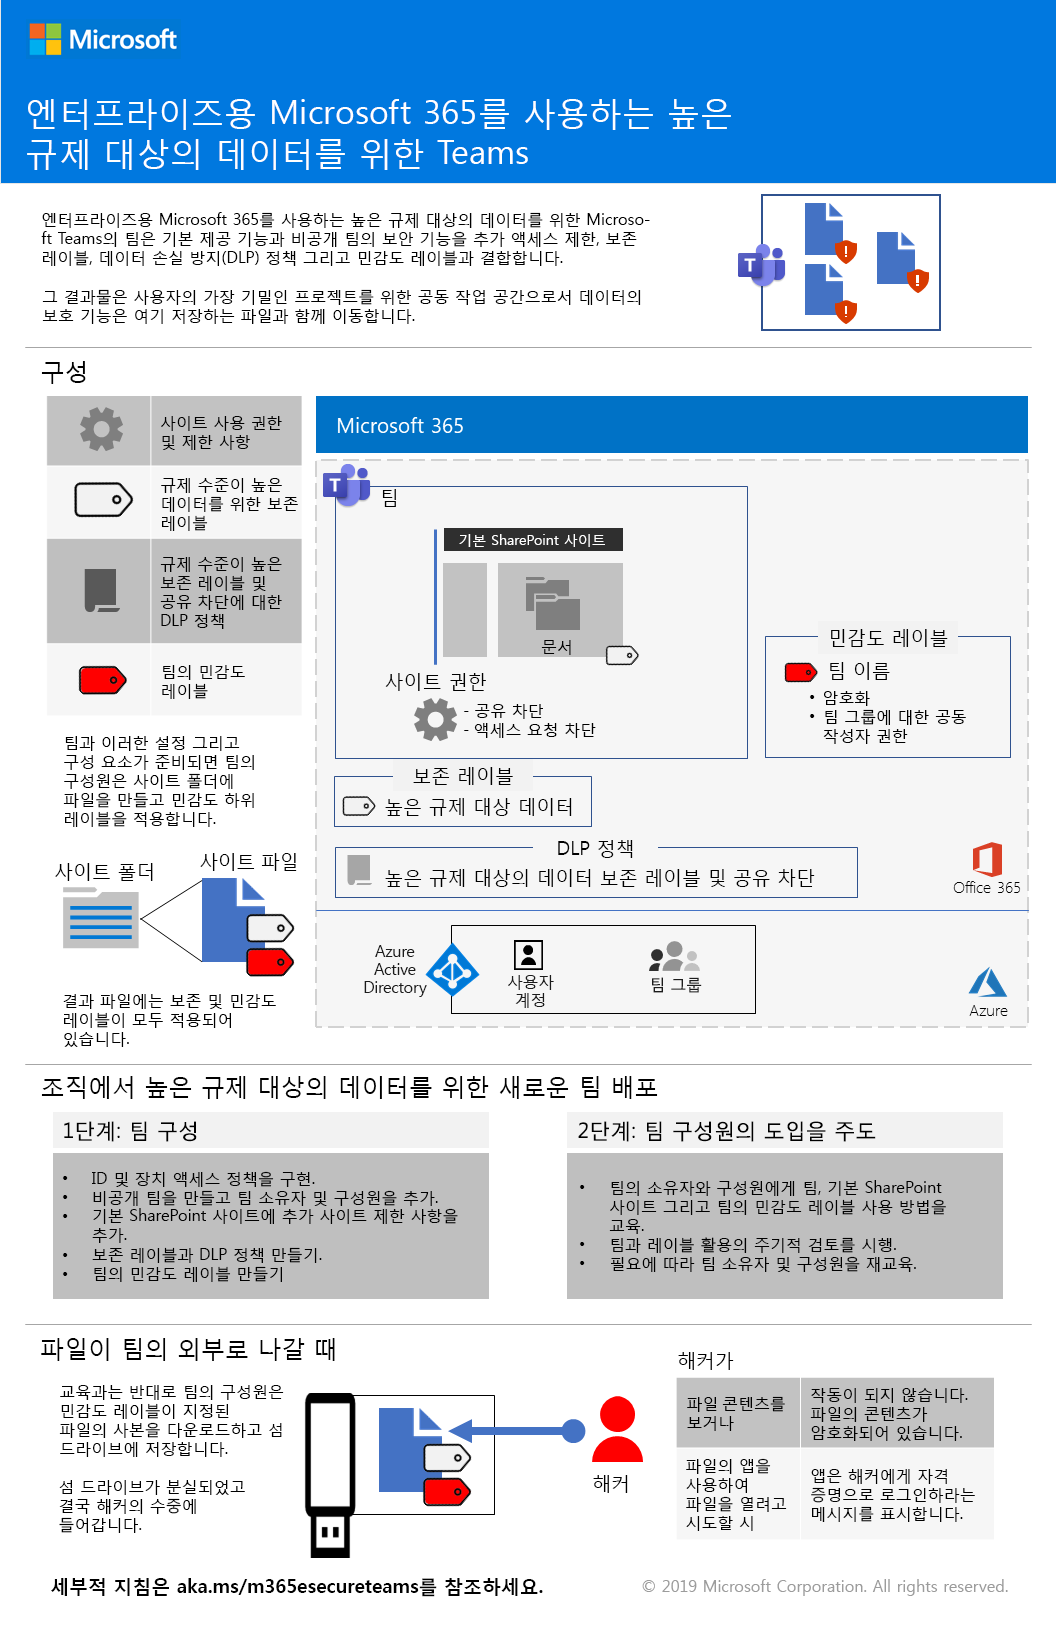 Microsoft
엔터프라이즈용 Microsoft 365를 사용하는 높은
규제 대상의 데이터를 위한 Teams
엔터프라이즈용 Microsoft 365를 사용하는 높은 규제 대상의 데이터를 위한 Microso-
ft Teams의 팀은 기본 제공 기능과 비공개 팀의 보안 기능을 추가 액세스 제한, 보존
레이블, 데이터 손실 방지(DLP) 정책 그리고 민감도 레이블과 결합합니다.
그 결과물은 사용자의 가장 기밀인 프로젝트를 위한 공동 작업 공간으로서 데이터의
보호 기능은 여기 저장하는 파일과 함께 이동합니다.
T
구성
사이트 사용 권한
및 제한 사항
규제 수준이 높은
데이터를 위한 보존
레이블
규제 수준이 높은
보존 레이블 및
공유 차단에 대한
DLP 정책
팀의 민감도
레이블
팀과 이러한 설정 그리고
구성 요소가 준비되면 팀의
구성원은 사이트 폴더에
파일을 만들고 민감도 하위
레이블을 적용합니다.
사이트 폴더
사이트 파일
결과 파일에는 보존 및 민감도
레이블이 모두 적용되어
있습니다.
Microsoft 365
T
팀
기본 SharePoint 사이트
문서
사이트 권한
- 공유 차단
- 액세스 요청 차단
민감도 레이블
팀 이름
• 암호화
• 팀 그룹에 대한 공동
작성자 권한
보존 레이블
높은 규제 대상 데이터
DLP 정책
높은 규제 대상의 데이터 보존 레이블 및 공유 차단
Office 365
Azure
Active
Directory
사용자
계정
팀 그룹
Azure
조직에서 높은 규제 대상의 데이터를 위한 새로운 팀 배포
1단계: 팀 구성
• ID 및 장치 액세스 정책을 구현.
• 비공개 팀을 만들고 팀 소유자 및 구성원을 추가.
• 기본 SharePoint 사이트에 추가 사이트 제한 사항을
추가.
• 보존 레이블과 DLP 정책 만들기.
• 팀의 민감도 레이블 만들기
2단계: 팀 구성원의 도입을 주도
• 팀의 소유자와 구성원에게 팀, 기본 SharePoint
사이트 그리고 팀의 민감도 레이블 사용 방법을
교육.
• 팀과 레이블 활용의 주기적 검토를 시행.
• 필요에 따라 팀 소유자 및 구성원을 재교육.
파일이 팀의 외부로 나갈 때
교육과는 반대로 팀의 구성원은
민감도 레이블이 지정된
파일의 사본을 다운로드하고 섬
드라이브에 저장합니다.
섬 드라이브가 분실되었고
결국 해커의 수중에
들어갑니다.
해커
해커가
파일 콘텐츠를
보거나
작동이 되지 않습니다.
파일의 콘텐츠가
암호화되어 있습니다.
파일의 앱을
사용하여
파일을 열려고
시도할 시
앱은 해커에게 자격
증명으로 로그인하라는
메시지를 표시합니다.
세부적 지침은 aka.ms/m365esecureteams를 참조하세요.
© 2019 Microsoft Corporation. All rights reserved.